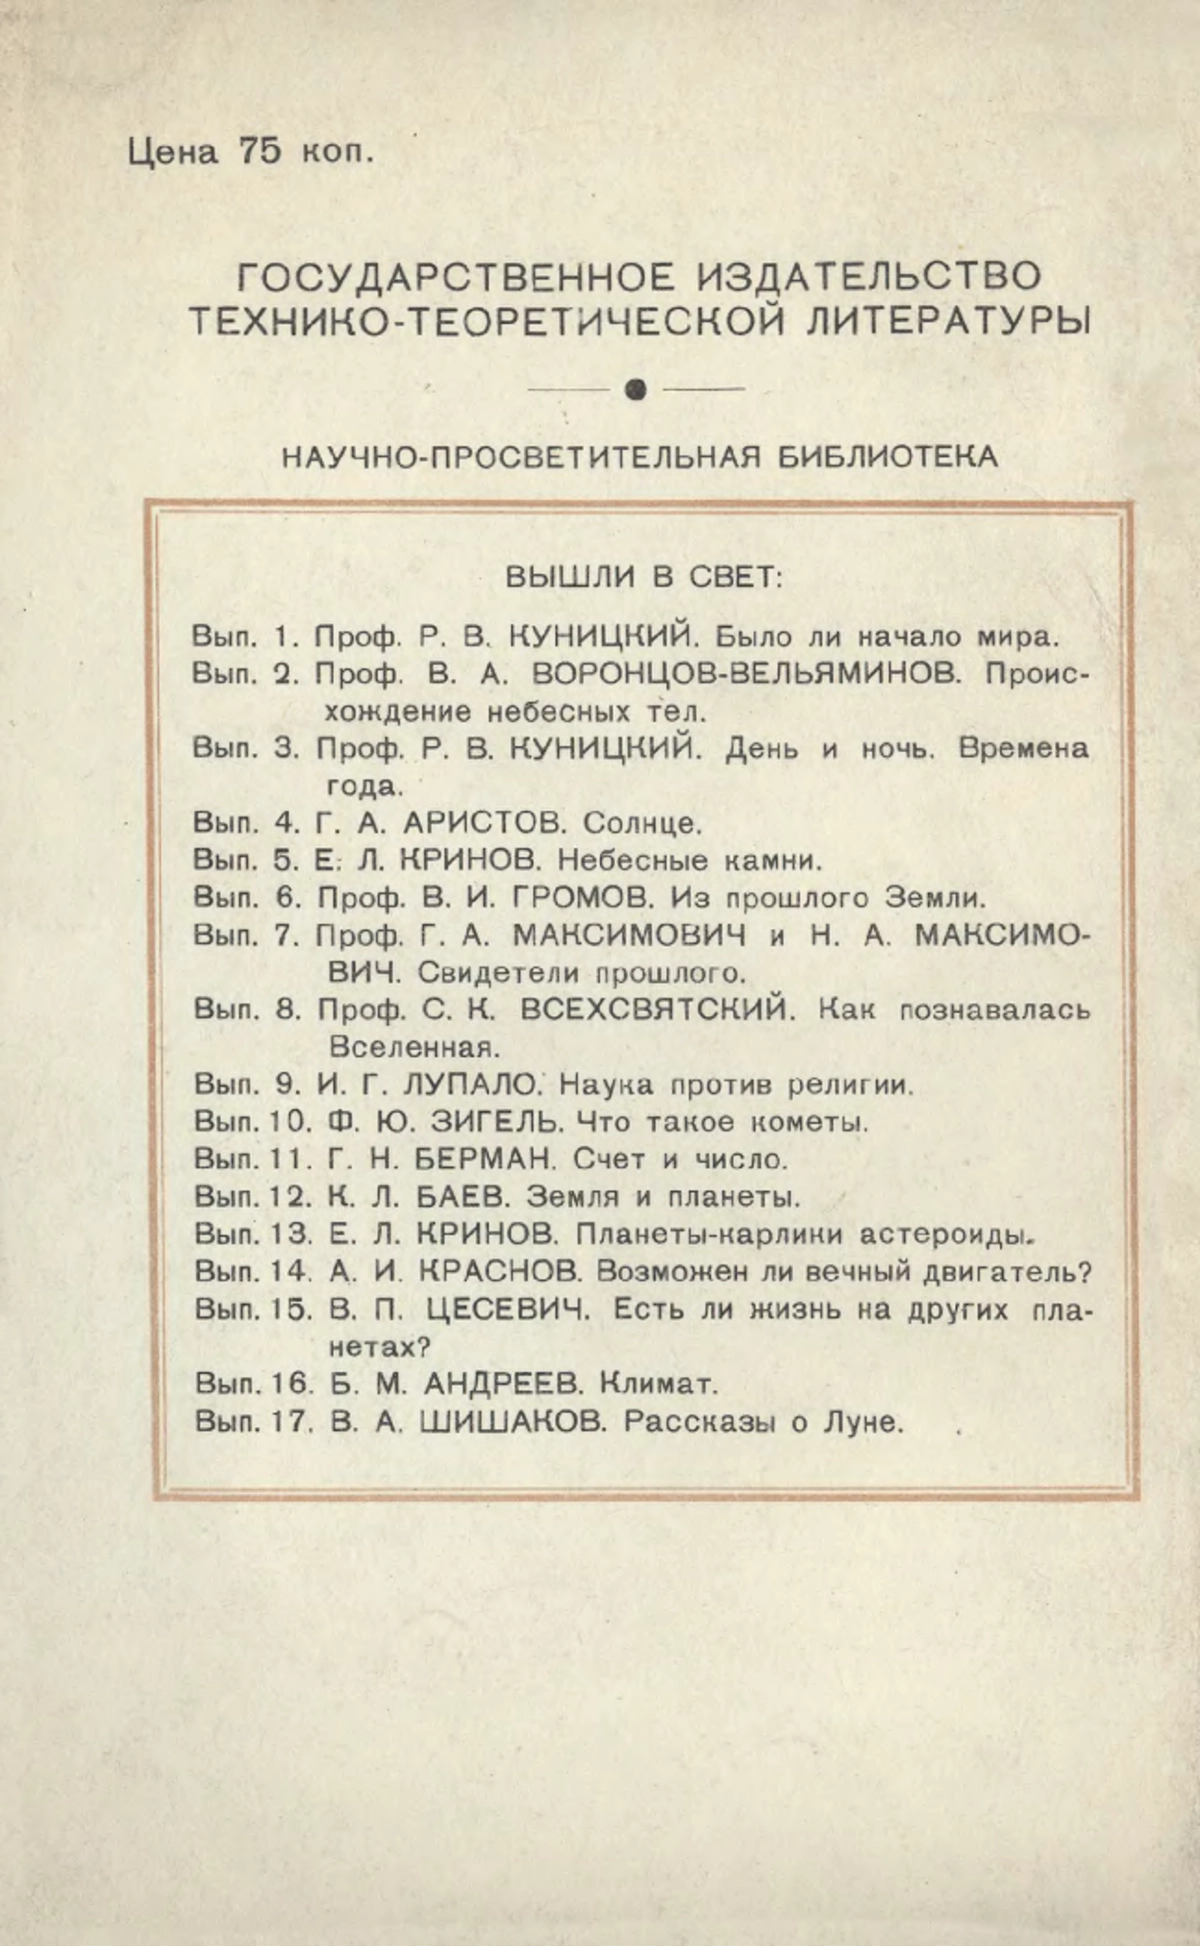 Цена 75 коп.
ГОСУДАРСТВЕННОЕ ИЗДАТЕЛЬСТВО
ТЕХНИКО-ТЕОРЕТИЧЕСКОЙ ЛИТЕРАТУРЫ
НАУЧНО-ПРОСВЕТИТЕЛЬНАЯ БИБЛИОТЕКА
ВЫШЛИ В СВЕТ:
Вып. 1. Проф. Р. В. КУНИЦКИЙ. Было ли начало мира.
Вып. 2. Проф. В. А. ВОРОНЦОВ-ВЕЛЬЯМИНОВ. Проис-
хождение небесных тел.
Вып. 3. Проф. Р. В. КУНИЦКИЙ. День и ночь. Времена
года.
Вып. 4. Г. А. АРИСТОВ. Солнце.
Вып. 5. Е. Л. КРИНОВ. Небесные камни.
Вып. 6. Проф. В. И. ГРОМОВ. Из прошлого Земли.
Вып. 7. Проф. Г. А. МАКСИМОВИЧ и Н. А. МАКСИМО-
ВИЧ. Свидетели прошлого.
Вып. 8. Проф. С. К. ВСЕХСВЯТСКИЙ. Как познавалась
Вселенная.
Вып. 9. И. Г. ЛУПАЛО. Наука против религии.
Вып. 10. Ф. Ю. ЗИГЕЛЬ. Что такое кометы.
Вып. 11. Г. Н. БЕРМАН. Счет и число.
Вып. 12. К. Л. БАЕВ. Земля и планеты.
Вып. 13. Е. Л. КРИНОВ. Планеты-карлики астероиды.
Вып. 14. А. И. КРАСНОВ. Возможен ли вечный двигатель?
Вып. 15. В. П. ЦЕСЕВИЧ. Есть ли жизнь на других пла-
нетах?
Вып. 16. Б. М. АНДРЕЕВ. Климат.
Вып. 17. В. А. ШИШАКОВ. Рассказы о Луне.